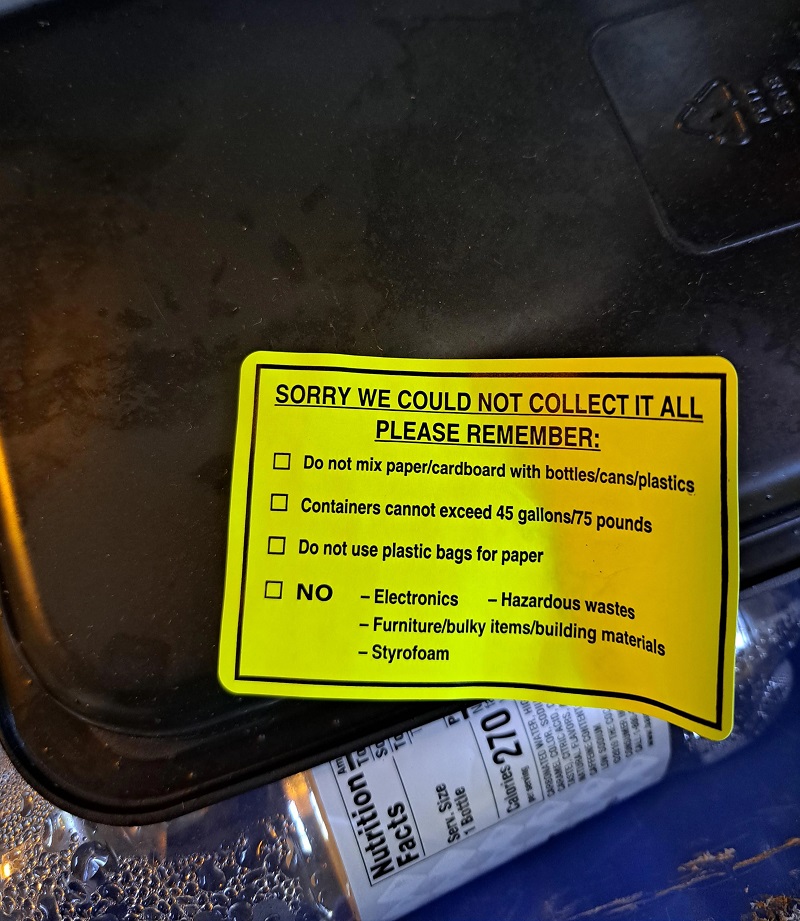 SORRY WE COULD NOT COLLECT IT ALL
PLEASE REMEMBER:
Do not mix paper/cardboard with bottles/cans/plastics
Containers cannot exceed 45 gallons/75 pounds
Do not use plastic bags for paper
NO – Electronics – Hazardous wastes
– Furniture/bulky items/building materials
– Styrofoam
Nutrition
Facts
Serv. Size
1 Bottle
Calories 270